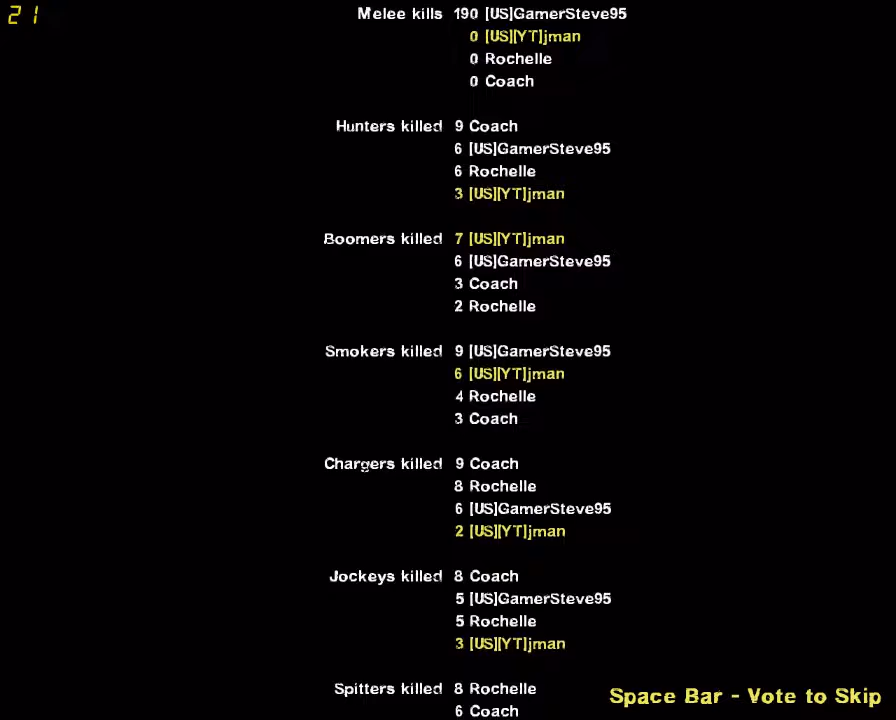 21
Melee kills 190 [US]GamerSteve95
0 [US][YT]jman
0 Rochelle
0 Coach
Hunters killed 9 Coach
6 [US]GamerSteve95
6 Rochelle
3 [US][YT]jman
Boomers killed 7 [US][YT]jman
6 [US]GamerSteve95
3 Coach
2 Rochelle
Smokers killed 9 [US]GamerSteve95
6 [US][YT]jman
4 Rochelle
3 Coach
Chargers killed 9 Coach
8 Rochelle
6 [US]GamerSteve95
2 [US][YT]jman
Jockeys killed 8 Coach
5 [US]GamerSteve95
5 Rochelle
3 [US][YT]jman
Spitters killed 8 Rochelle
6 Coach
Space Bar - Vote to Skip